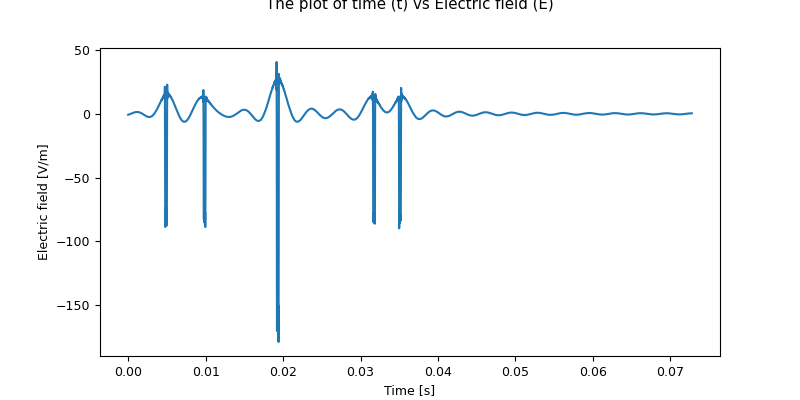 The plot of time (t) vs Electric field (E)
50
0
−50
−100
−150
Electric field [V/m]
0.00 0.01 0.02 0.03 0.04 0.05 0.06 0.07
Time [s]